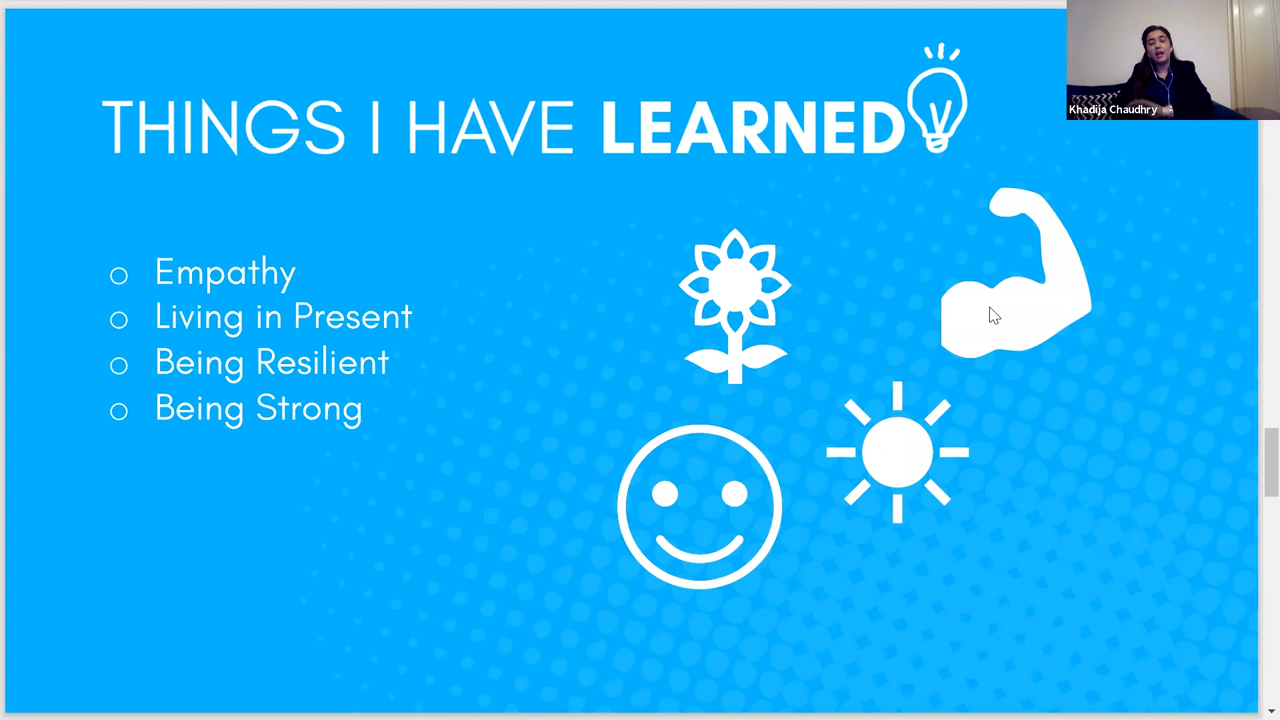 THINGS I HAVE LEARNED
Khadija Chaudhry
Empathy
Living in Present
Being Resilient
Being Strong